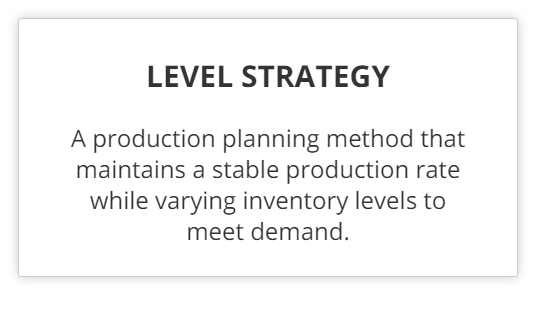 LEVEL STRATEGY
A production planning method that
maintains a stable production rate
while varying inventory levels to
meet demand.